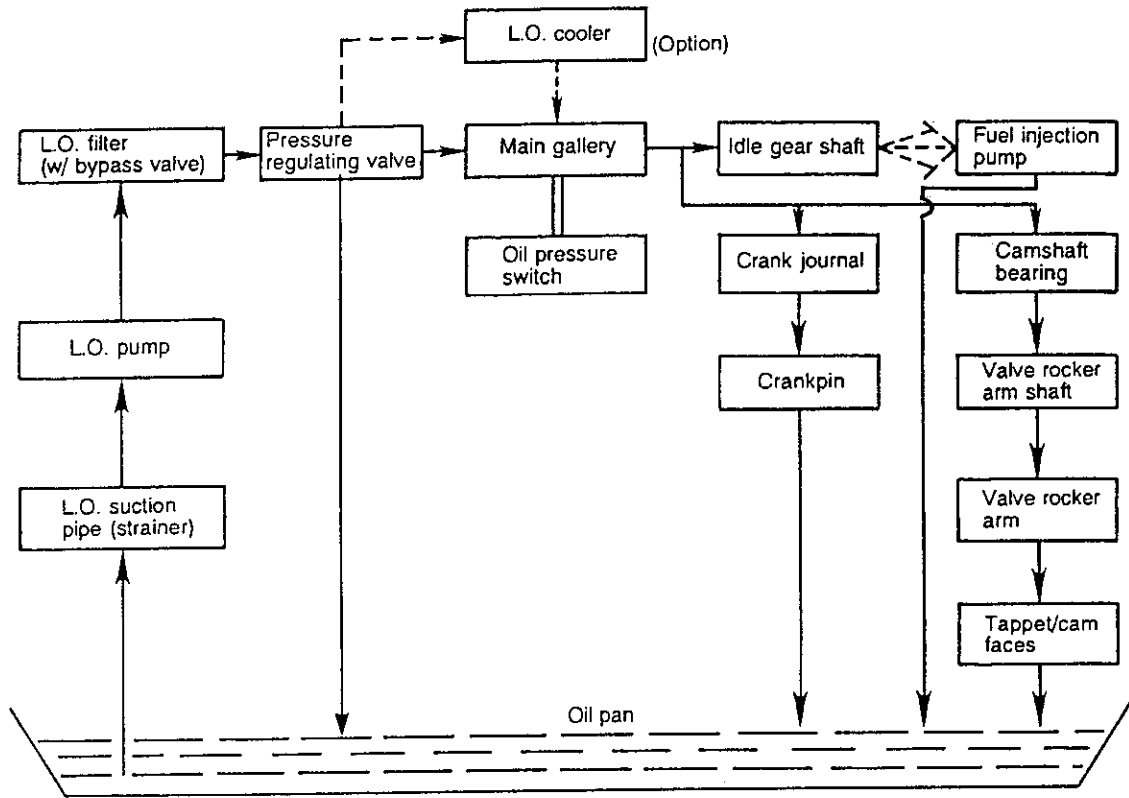 L.O. cooler
(Option)
L.O. filter
(w/ bypass valve)
Pressure
regulating valve
Main gallery
Idle gear shaft
Fuel injection
pump
Oil pressure
switch
Crank journal
Camshaft
bearing
L.O. pump
Crankpin
Valve rocker
arm shaft
L.O. suction
pipe (strainer)
Valve rocker
arm
Tappet/cam
faces
Oil pan